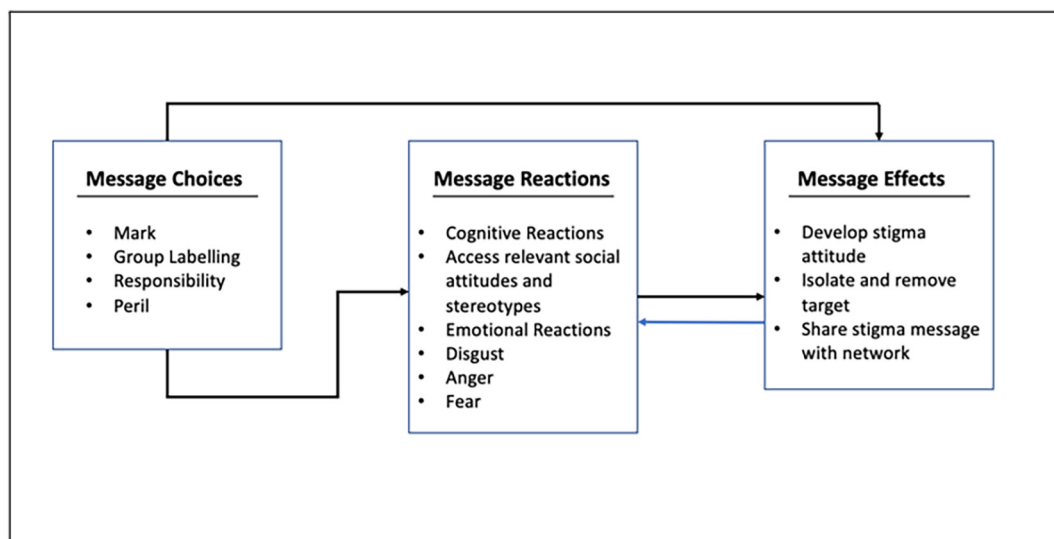 Message Choices
• Mark
• Group Labelling
• Responsibility
• Peril
Message Reactions
• Cognitive Reactions
• Access relevant social
attitudes and
stereotypes
• Emotional Reactions
• Disgust
• Anger
• Fear
Message Effects
• Develop stigma
attitude
• Isolate and remove
target
• Share stigma message
with network